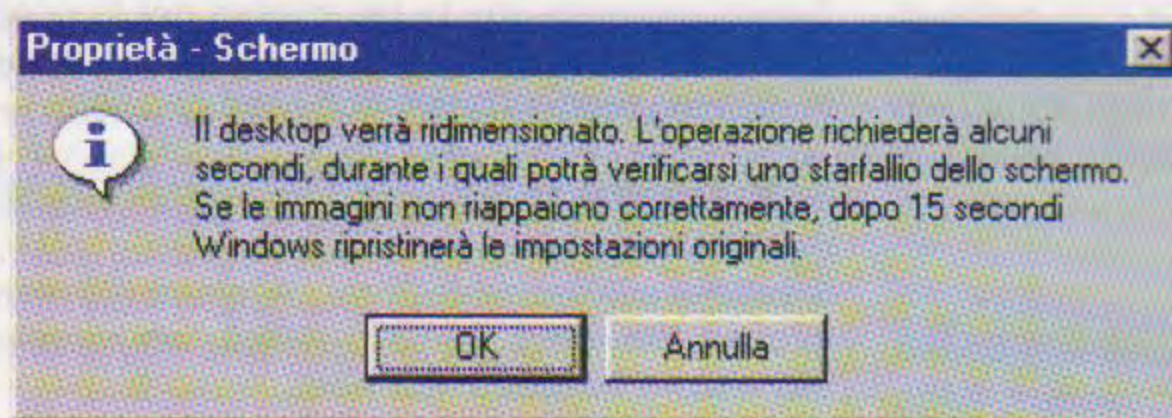 Proprietà - Schermo
Il desktop verrà ridimensionato. L'operazione richiederà alcuni
secondi, durante i quali potrà verificarsi uno sfarfallio dello schermo.
Se le immagini non riappaiono correttamente, dopo 15 secondi
Windows ripristinerà le impostazioni originali.
OK
Annulla